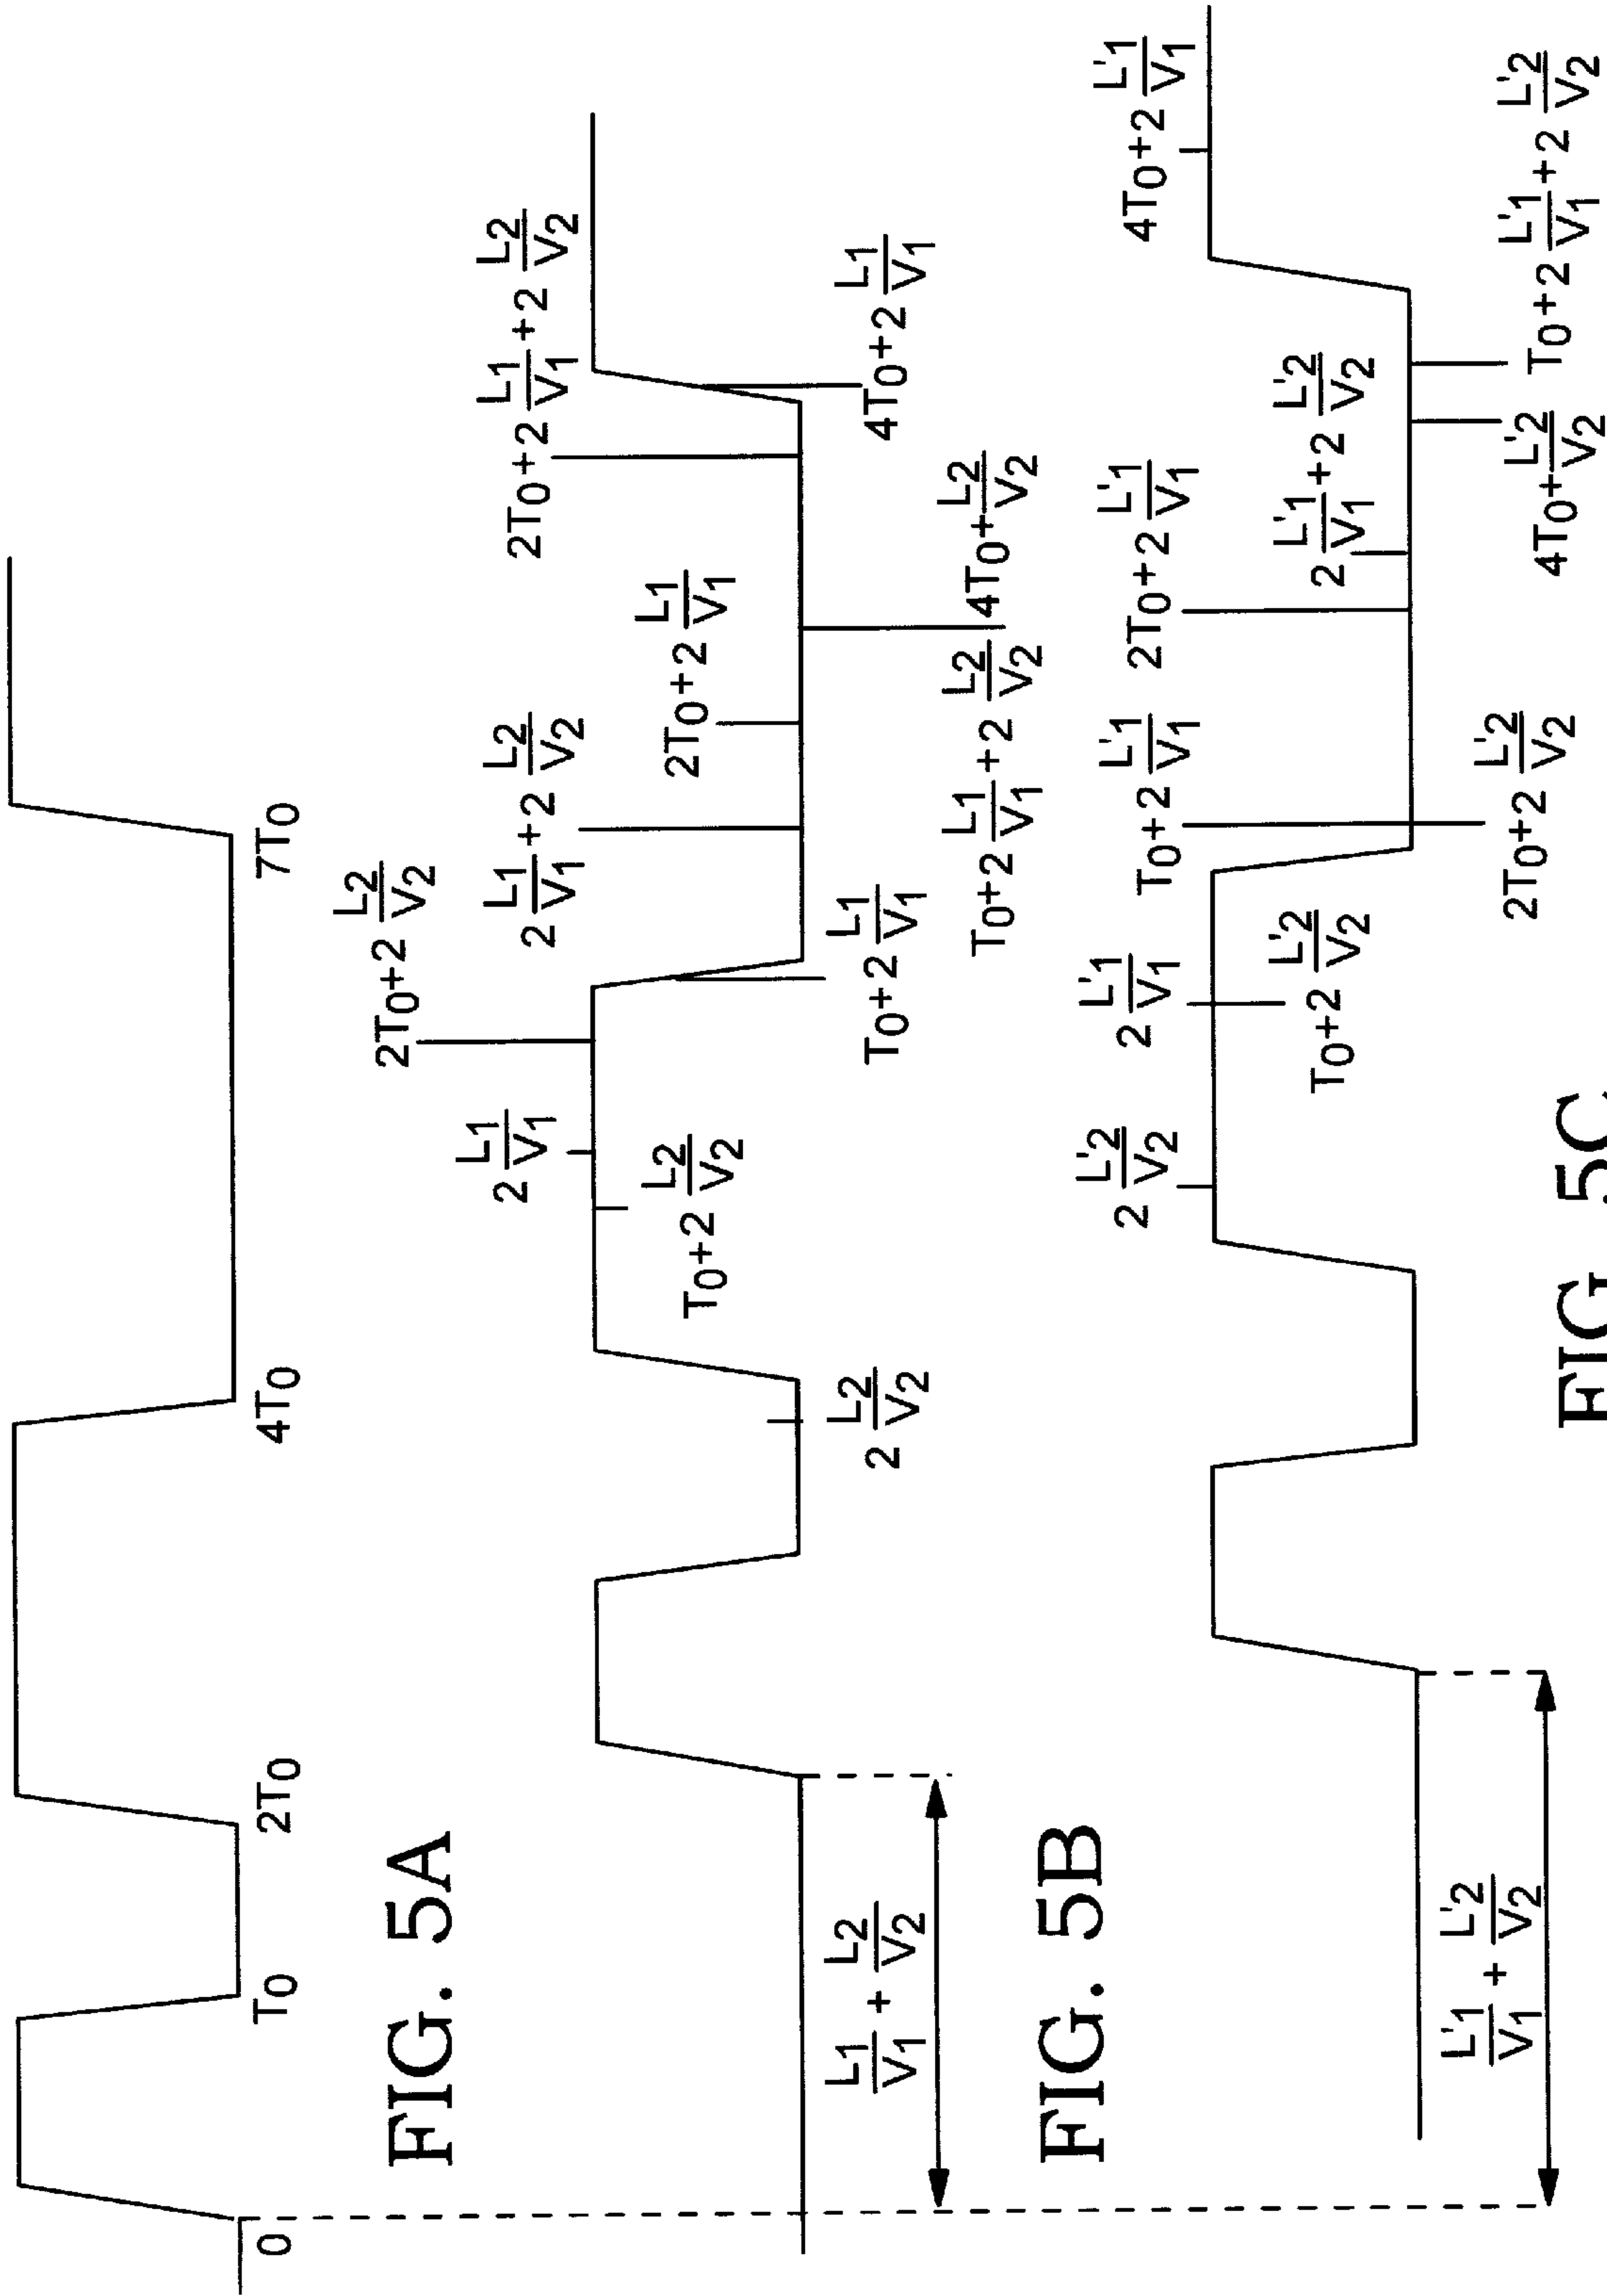 0 T₀ 2T₀ 4T₀ 7T₀
FIG. 5A
2T₀+2 L₂/V₂
2 L₁/V₁
2 L₁/V₁+2 L₂/V₂
2T₀+2 L₁/V₁+2 L₂/V₂
T₀+2 L₂/V₂
2T₀+2 L₁/V₁
2 L₂/V₂
T₀+2 L₁/V₁
4T₀+2 L₁/V₁
L₁/V₁ + L₂/V₂
T₀+2 L₁/V₁+2 L₂/V₂
4T₀+L₂/V₂
FIG. 5B
2 L'₂/V₂
2 L'₁/V₁
T₀+2 L'₁/V₁
2T₀+2 L'₁/V₁
4T₀+2 L'₁/V₁
T₀+2 L'₂/V₂
2 L'₁/V₁+2 L'₂/V₂
L'₁/V₁ + L'₂/V₂
2T₀+2 L'₂/V₂
4T₀+L'₂/V₂
T₀+2 L'₁/V₁+2 L'₂/V₂
FIG. 5C